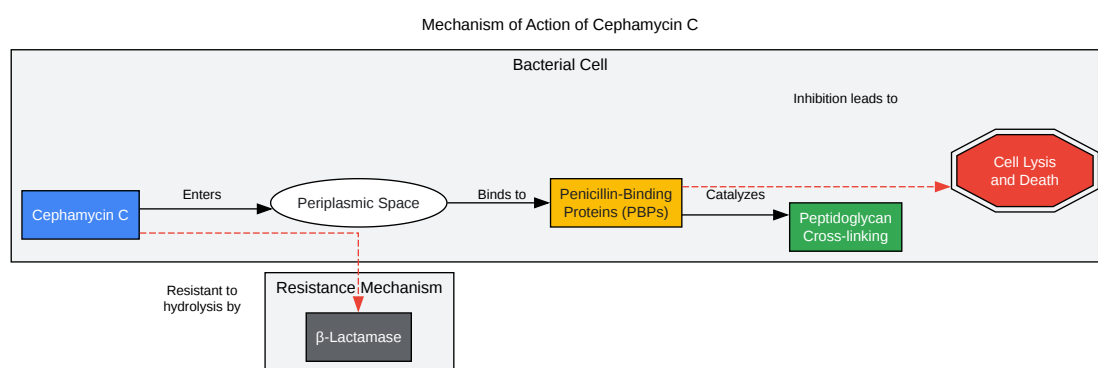 Mechanism of Action of Cephamycin C
Bacterial Cell
Inhibition leads to
Cell Lysis
and Death
Cephamycin C
Enters
Periplasmic Space
Binds to
Penicillin-Binding
Proteins (PBPs)
Catalyzes
Peptidoglycan
Cross-linking
Resistant to
hydrolysis by
Resistance Mechanism
β-Lactamase